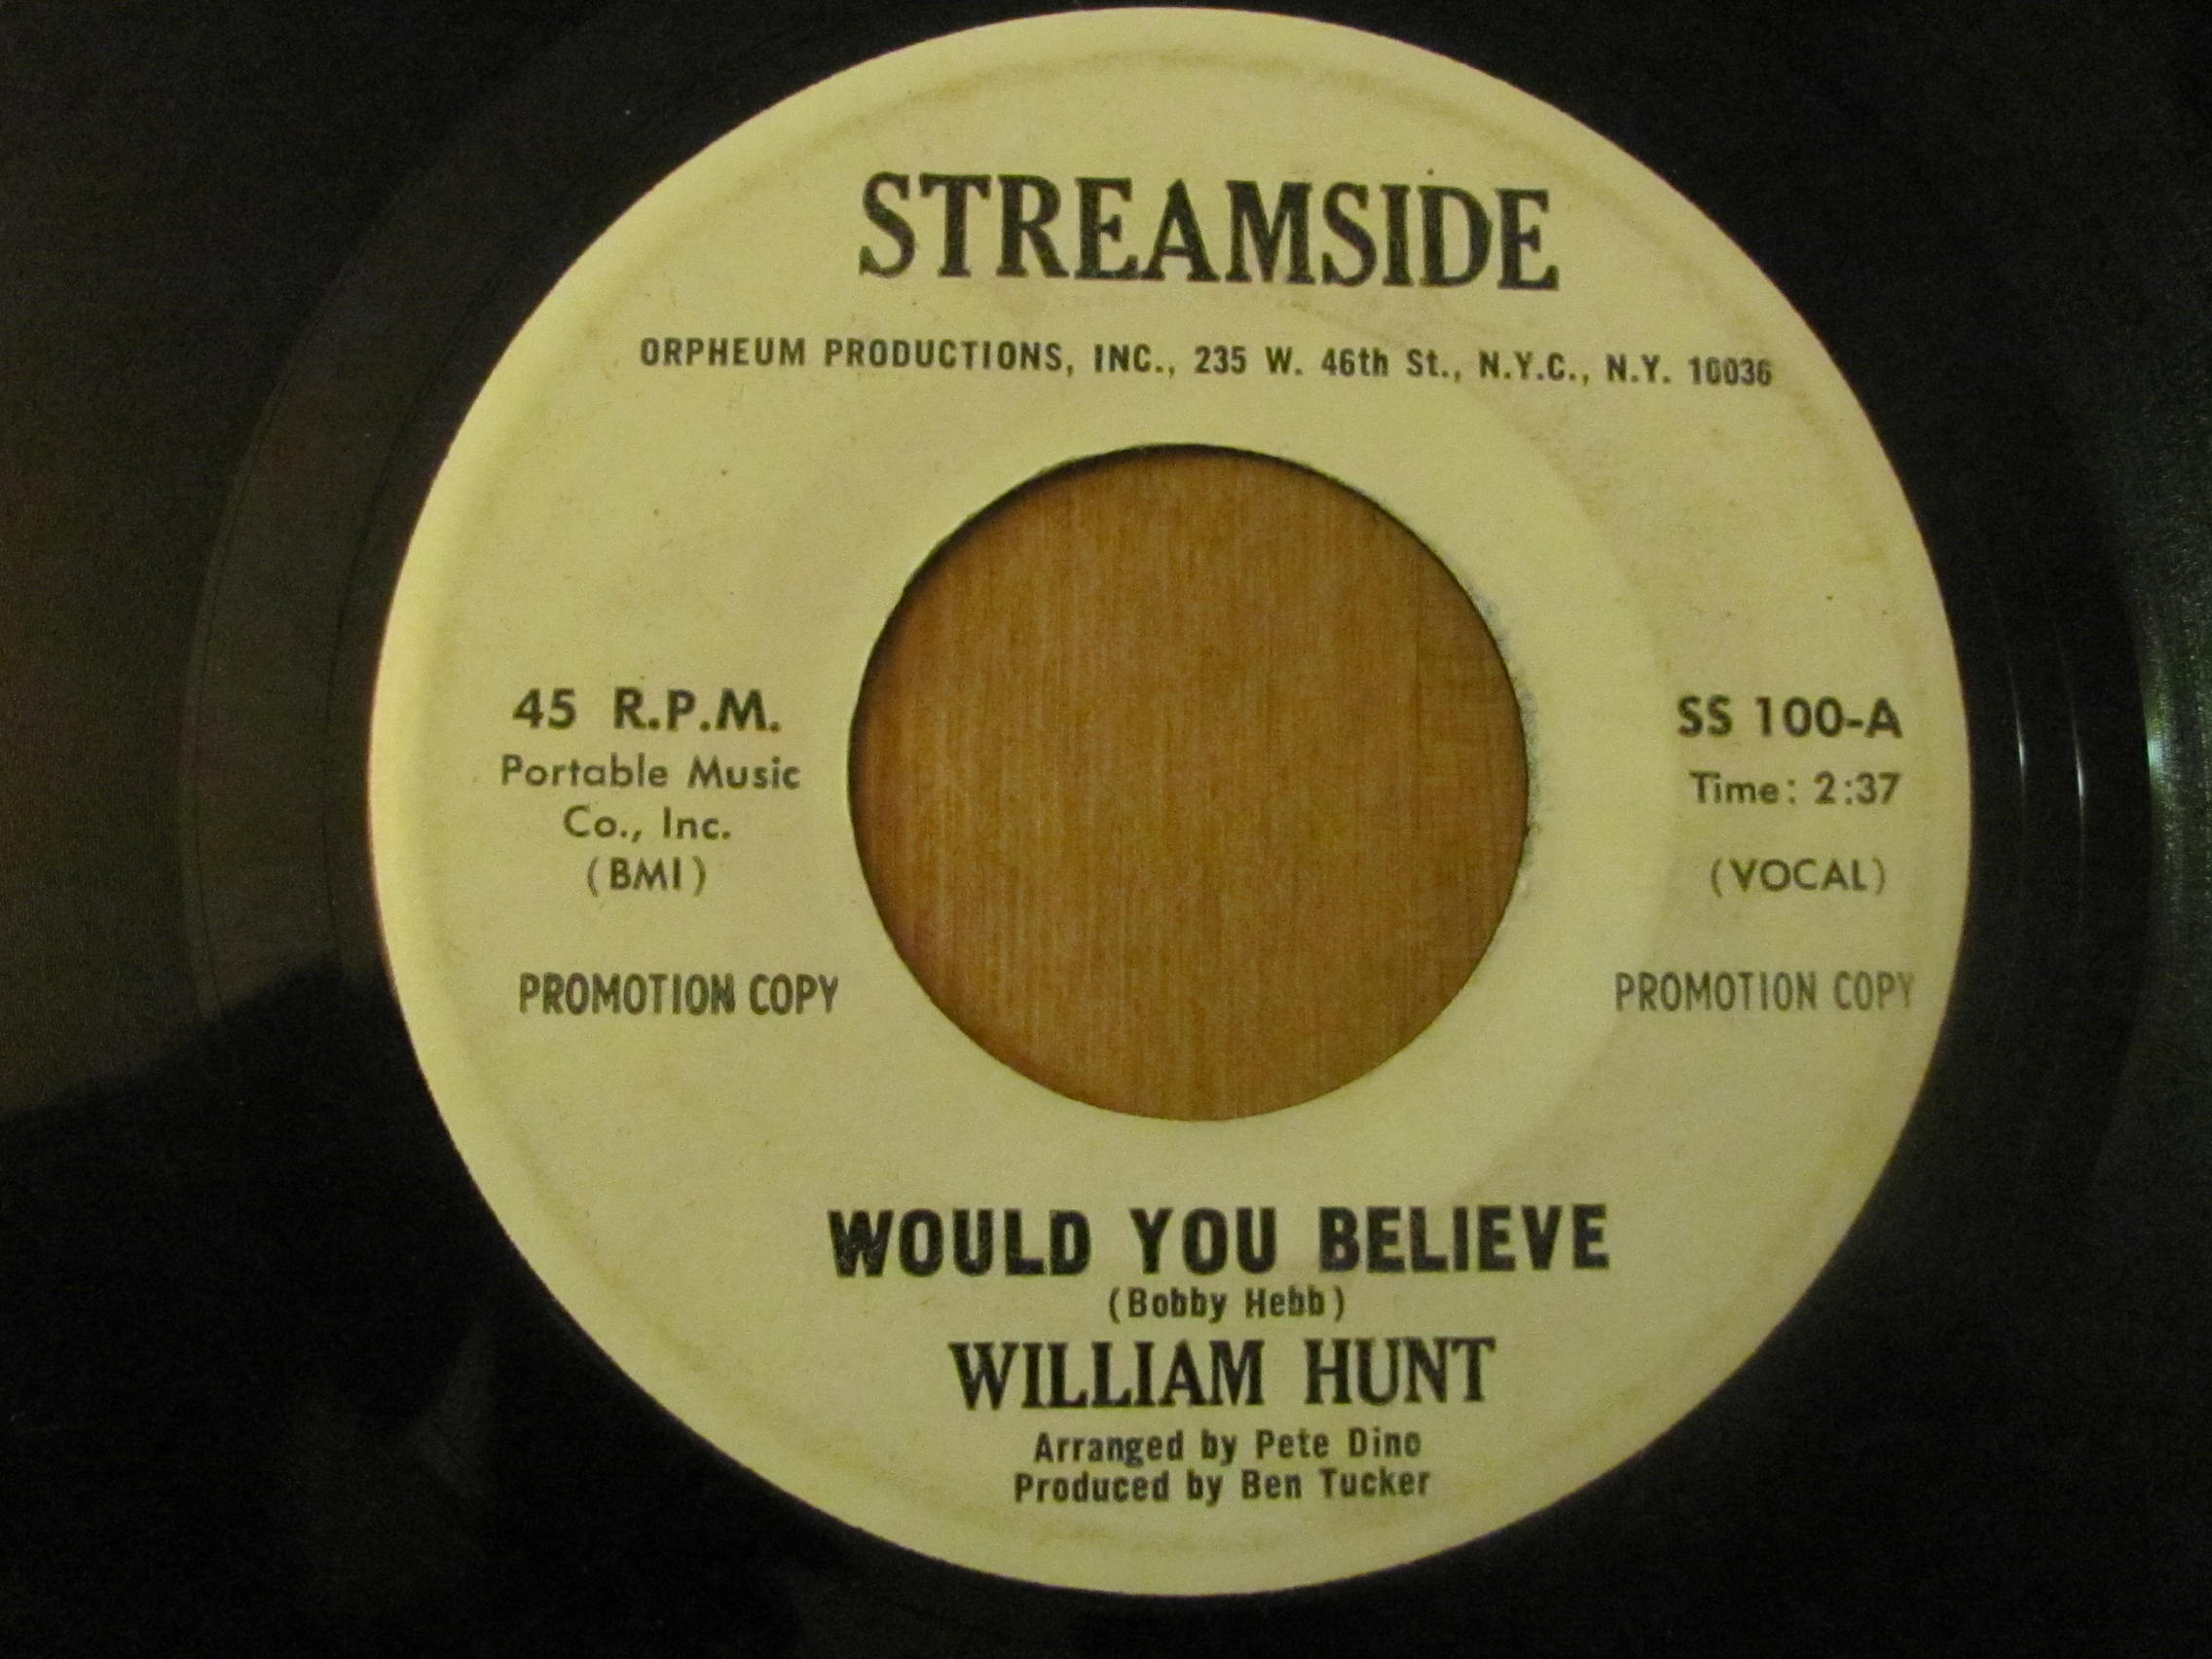 STREAMSIDE
ORPHEUM PRODUCTIONS, INC., 235 W. 46th St., N.Y.C., N.Y. 10036
45 R.P.M.
Portable Music
Co., Inc.
(BMI)
PROMOTION COPY
SS 100-A
Time: 2:37
(VOCAL)
PROMOTION COPY
WOULD YOU BELIEVE
(Bobby Hebb)
WILLIAM HUNT
Arranged by Pete Dino
Produced by Ben Tucker